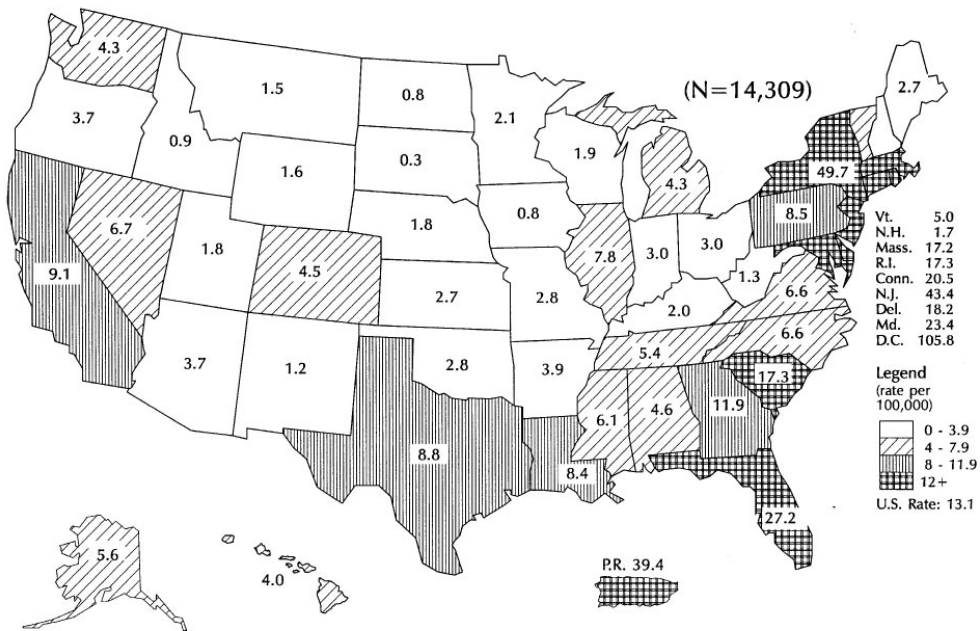 4.3
1.5
0.8
2.1
(N=14,309)
2.7
3.7
0.9
1.6
0.3
1.9
4.3
49.7
6.7
1.8
4.5
1.8
0.8
7.8
3.0
3.0
8.5
1.3
9.1
2.7
2.8
2.0
6.6
6.6
Vt. 5.0
N.H. 1.7
Mass. 17.2
R.I. 17.3
Conn. 20.5
N.J. 43.4
Del. 18.2
Md. 23.4
D.C. 105.8
3.7
1.2
2.8
3.9
5.4
17.3
6.1
4.6
11.9
8.8
8.4
27.2
Legend
(rate per
100,000)
0 - 3.9
4 - 7.9
8 - 11.9
12+
U.S. Rate: 13.1
5.6
4.0
P.R. 39.4